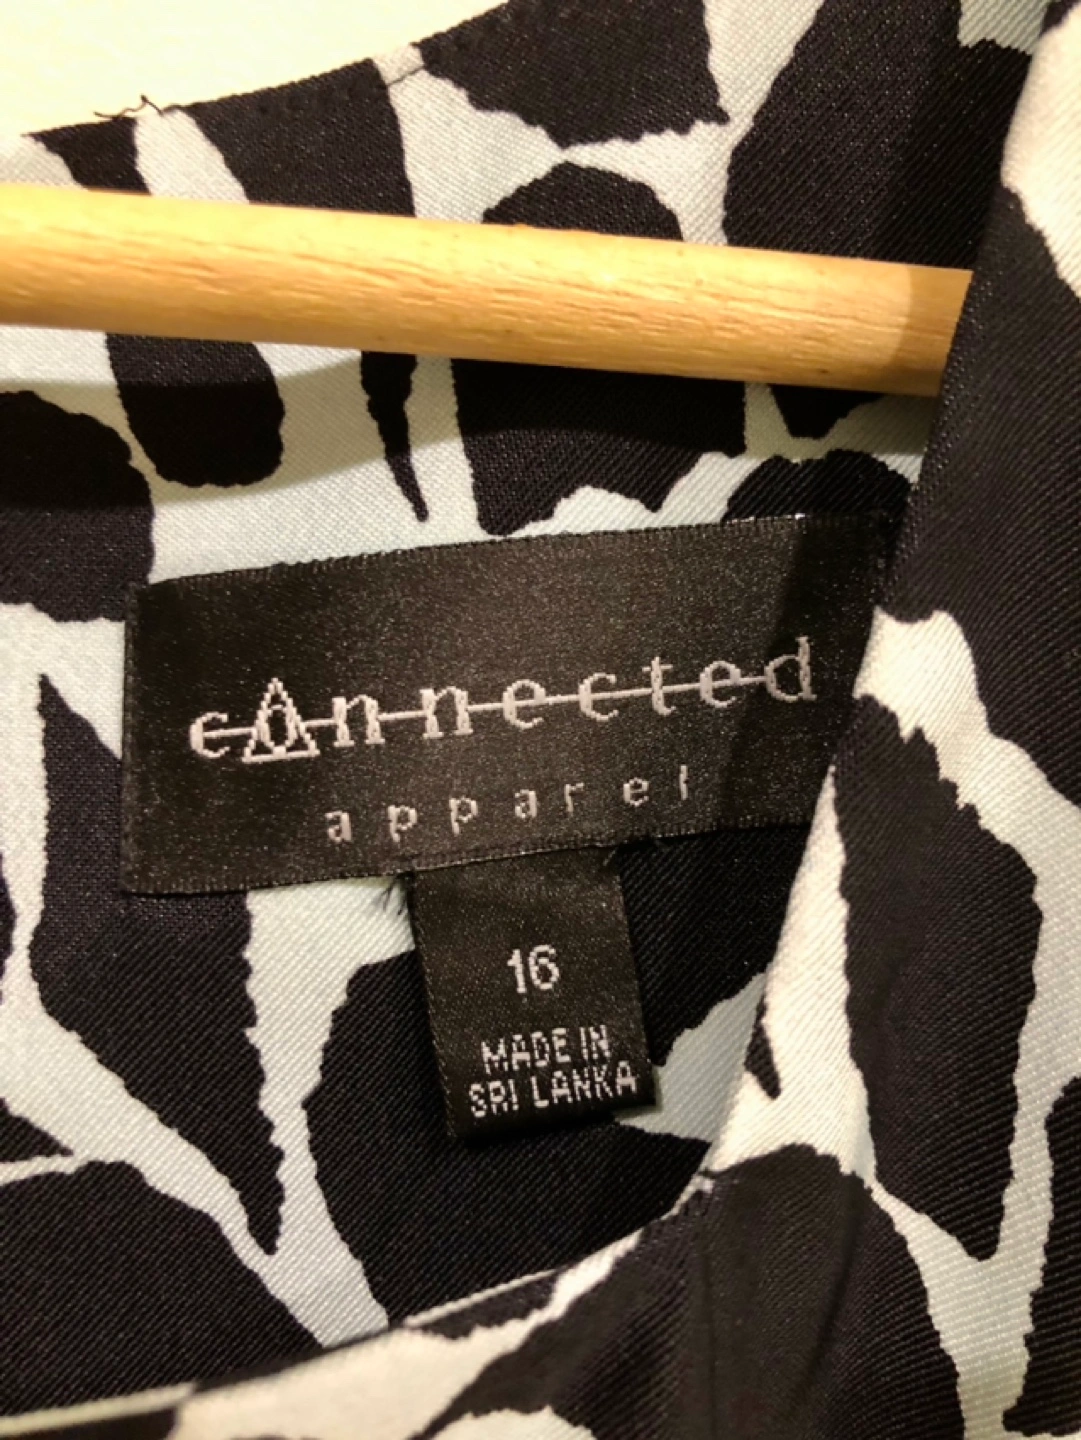 connected
apparel
16
MADE IN
SRI LANKA